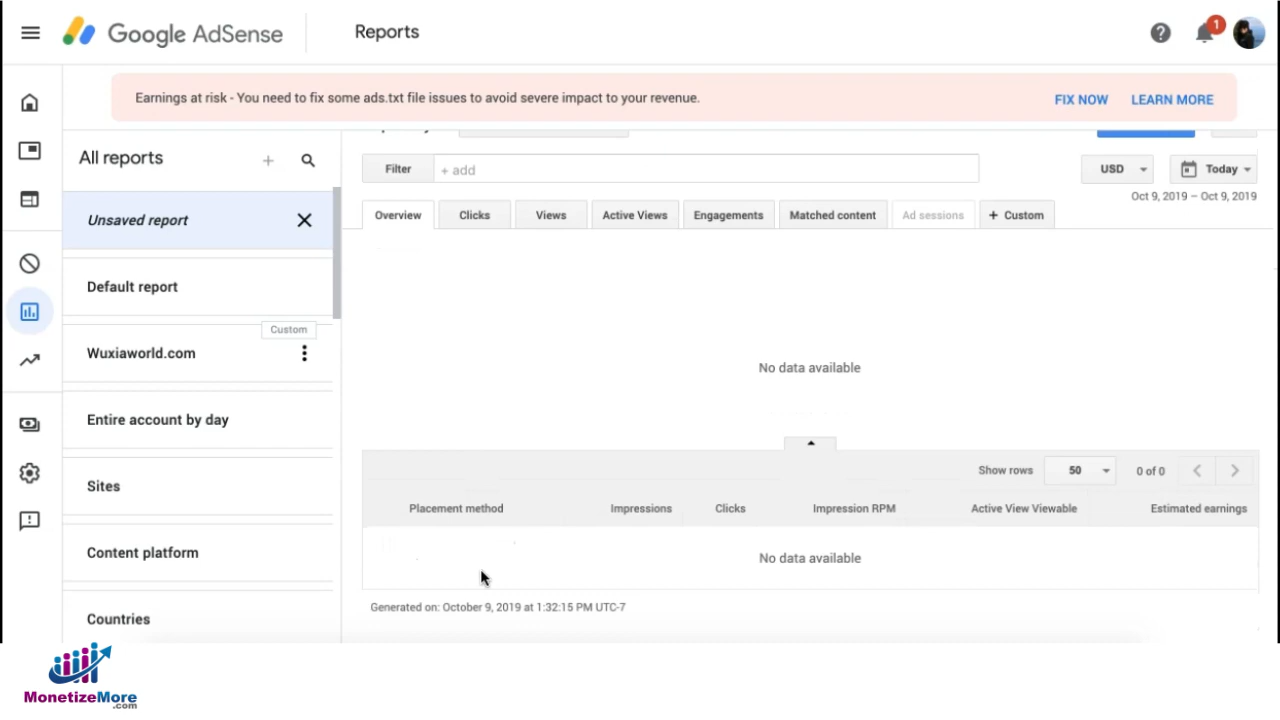 Google AdSense
Reports
1
Earnings at risk - You need to fix some ads.txt file issues to avoid severe impact to your revenue.
FIX NOW
LEARN MORE
All reports
Unsaved report
Default report
Custom
Wuxiaworld.com
Entire account by day
Sites
Content platform
Countries
Filter
+ add
USD
Today
Oct 9, 2019 – Oct 9, 2019
Overview
Clicks
Views
Active Views
Engagements
Matched content
Ad sessions
+ Custom
No data available
Show rows
50
0 of 0
Placement method
Impressions
Clicks
Impression RPM
Active View Viewable
Estimated earnings
No data available
Generated on: October 9, 2019 at 1:32:15 PM UTC-7
MonetizeMore
.com